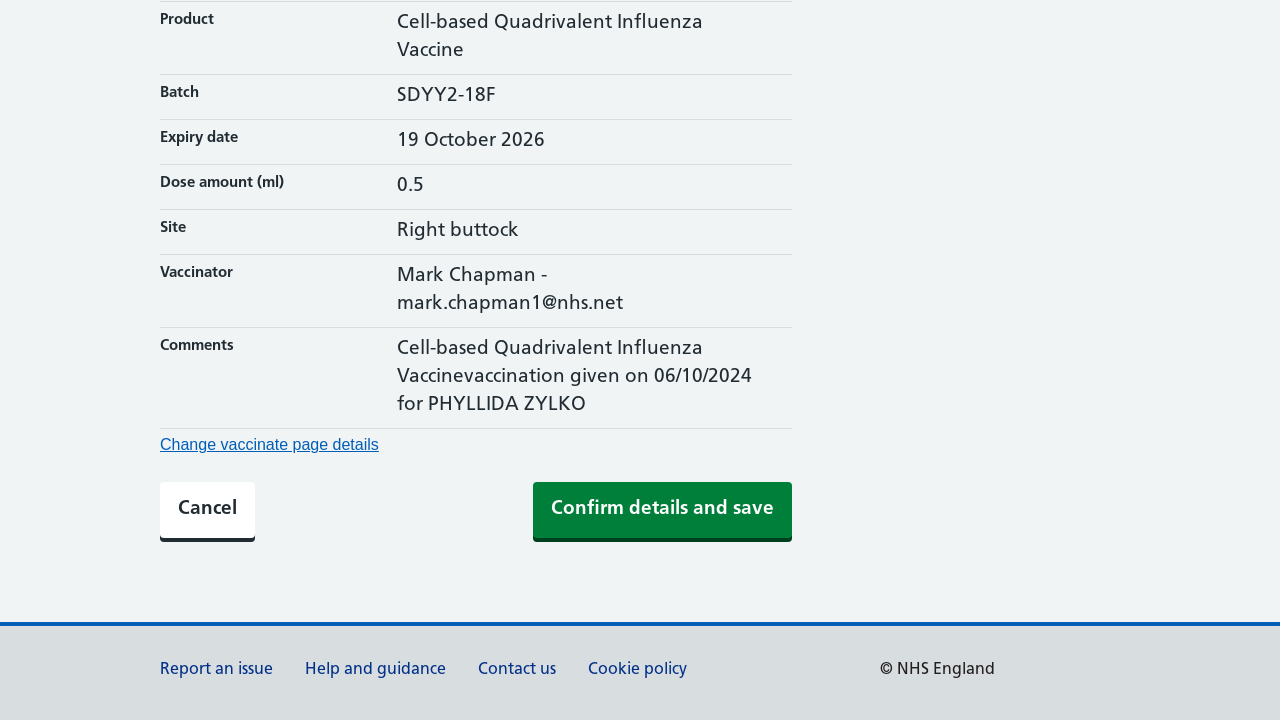 Product
Cell-based Quadrivalent Influenza
Vaccine
Batch
SDYY2-18F
Expiry date
19 October 2026
Dose amount (ml)
0.5
Site
Right buttock
Vaccinator
Mark Chapman -
mark.chapman1@nhs.net
Comments
Cell-based Quadrivalent Influenza
Vaccinevaccination given on 06/10/2024
for PHYLLIDA ZYLKO
Change vaccinate page details
Cancel
Confirm details and save
Report an issue
Help and guidance
Contact us
Cookie policy
© NHS England